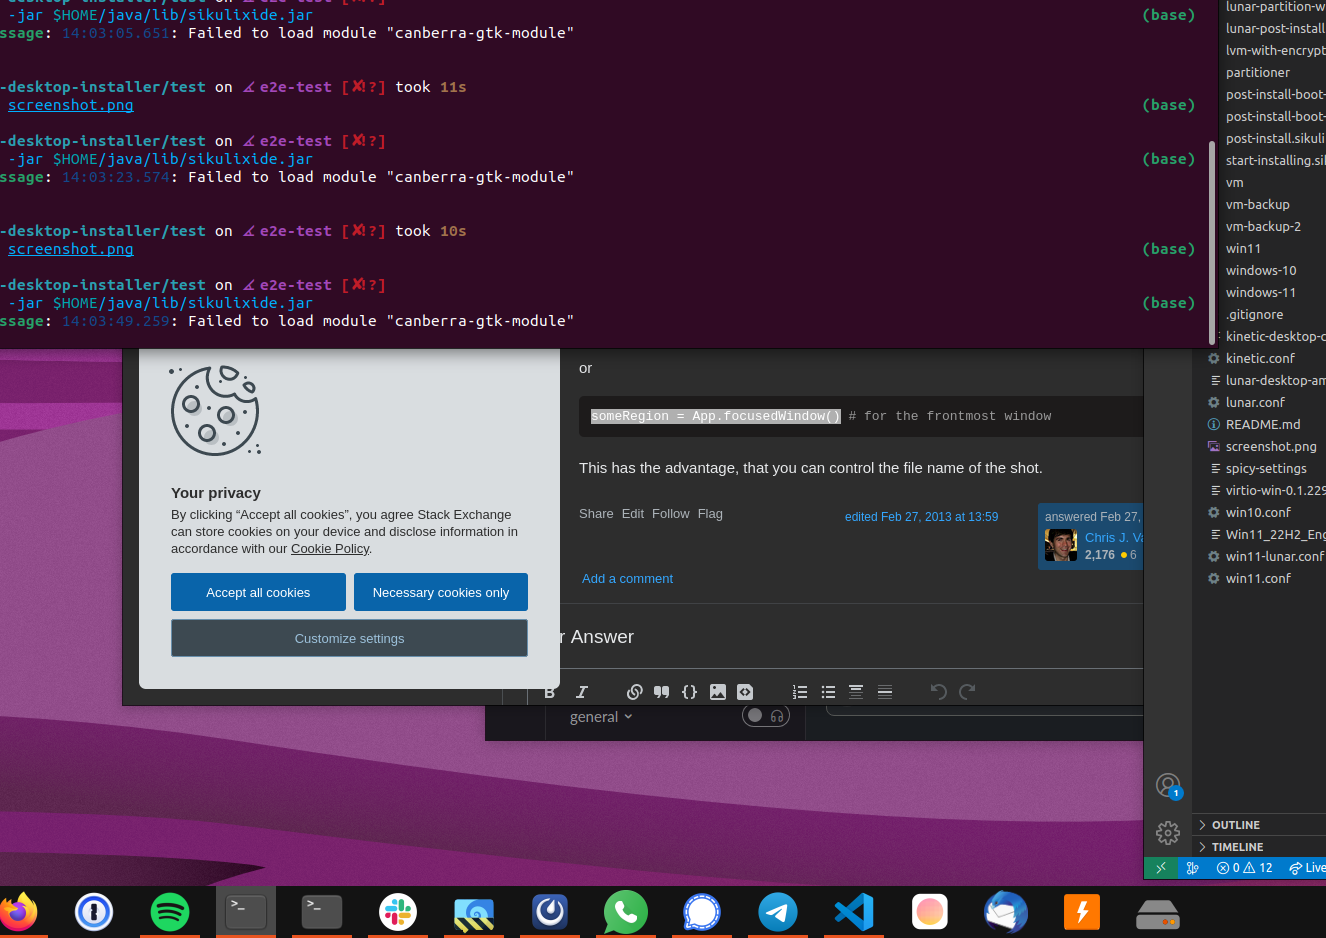 -desktop-installer/test on e2e-test [✘!?]
-jar $HOME/java/lib/sikulixide.jar (base)
ssage: 14:03:05.651: Failed to load module "canberra-gtk-module"
-desktop-installer/test on e2e-test [✘!?] took 11s
screenshot.png (base)
-desktop-installer/test on e2e-test [✘!?]
-jar $HOME/java/lib/sikulixide.jar (base)
ssage: 14:03:23.574: Failed to load module "canberra-gtk-module"
-desktop-installer/test on e2e-test [✘!?] took 10s
screenshot.png (base)
-desktop-installer/test on e2e-test [✘!?]
-jar $HOME/java/lib/sikulixide.jar (base)
ssage: 14:03:49.259: Failed to load module "canberra-gtk-module"
Your privacy
By clicking “Accept all cookies”, you agree Stack Exchange
can store cookies on your device and disclose information in
accordance with our Cookie Policy.
Accept all cookies Necessary cookies only
Customize settings
or
someRegion = App.focusedWindow() # for the frontmost window
This has the advantage, that you can control the file name of the shot.
Share Edit Follow Flag
edited Feb 27, 2013 at 13:59
answered Feb 27,
Chris J. Va
2,176 6
Add a comment
r Answer
B I
general
lunar-partition-w
lunar-post-install
lvm-with-encrypt
partitioner
post-install-boot-
post-install-boot-
post-install.sikuli
start-installing.sik
vm
vm-backup
vm-backup-2
win11
windows-10
windows-11
.gitignore
kinetic-desktop-c
kinetic.conf
lunar-desktop-am
lunar.conf
README.md
screenshot.png
spicy-settings
virtio-win-0.1.229
win10.conf
Win11_22H2_Eng
win11-lunar.conf
win11.conf
1
OUTLINE
TIMELINE
0 12 Live